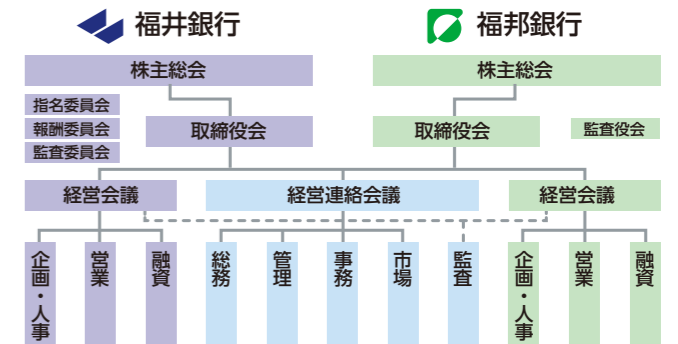 福井銀行
福邦銀行
株主総会
株主総会
指名委員会
報酬委員会
監査委員会
取締役会
取締役会
監査役会
経営会議
経営連絡会議
経営会議
企画・人事
営業
融資
総務
管理
事務
市場
監査
企画・人事
営業
融資